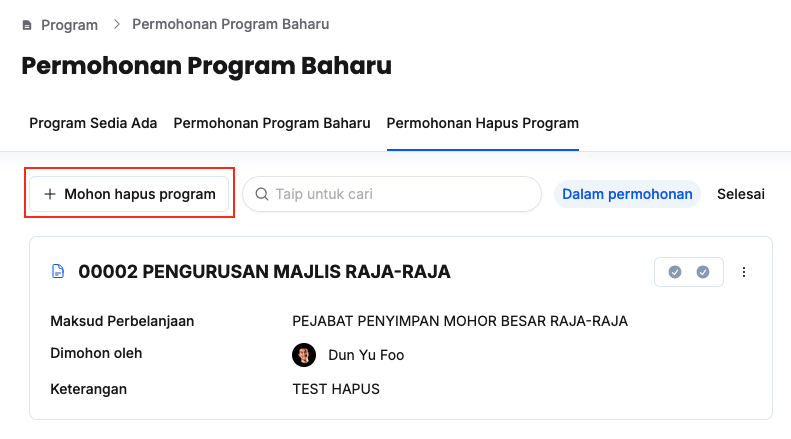 Program > Permohonan Program Baharu
Permohonan Program Baharu
Program Sedia Ada Permohonan Program Baharu Permohonan Hapus Program
+ Mohon hapus program Taip untuk cari Dalam permohonan Selesai
00002 PENGURUSAN MAJLIS RAJA-RAJA
Maksud Perbelanjaan PEJABAT PENYIMPAN MOHOR BESAR RAJA-RAJA
Dimohon oleh Dun Yu Foo
Keterangan TEST HAPUS